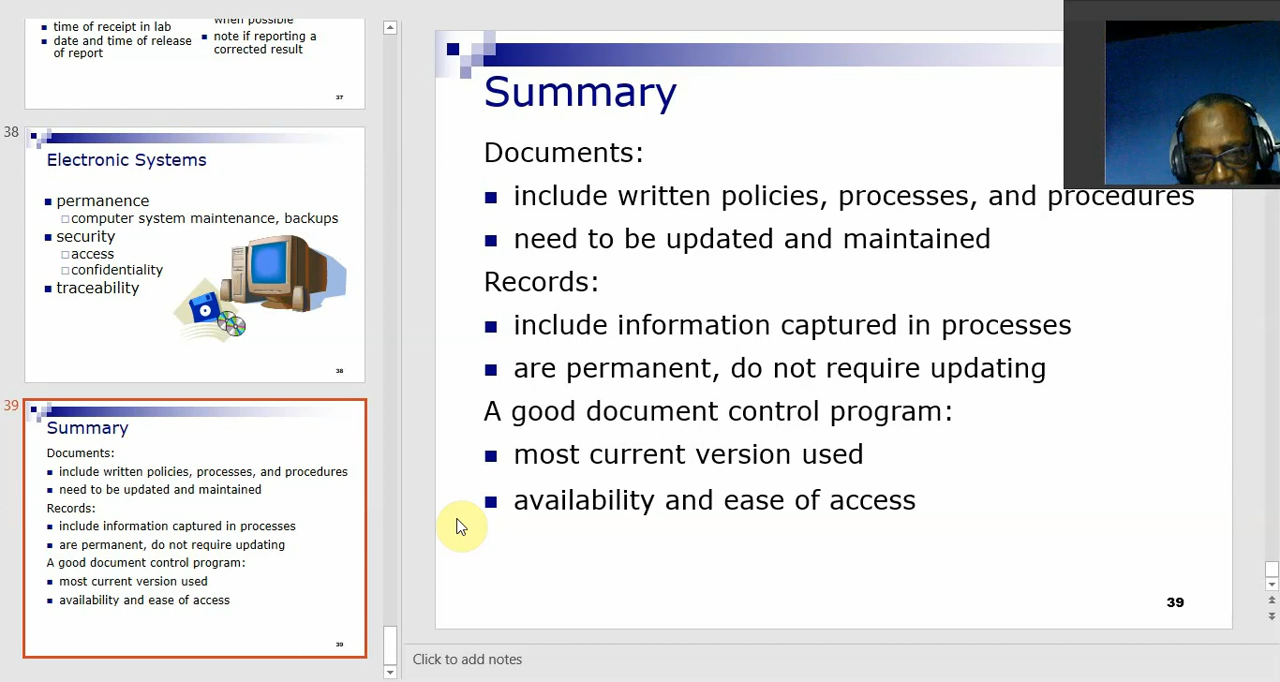 time of receipt in lab
date and time of release
of report
when possible
note if reporting a
corrected result
37
38
Electronic Systems
permanence
computer system maintenance, backups
security
access
confidentiality
traceability
38
39
Summary
Documents:
include written policies, processes, and procedures
need to be updated and maintained
Records:
include information captured in processes
are permanent, do not require updating
A good document control program:
most current version used
availability and ease of access
39
Summary
Documents:
include written policies, processes, and procedures
need to be updated and maintained
Records:
include information captured in processes
are permanent, do not require updating
A good document control program:
most current version used
availability and ease of access
39
Click to add notes